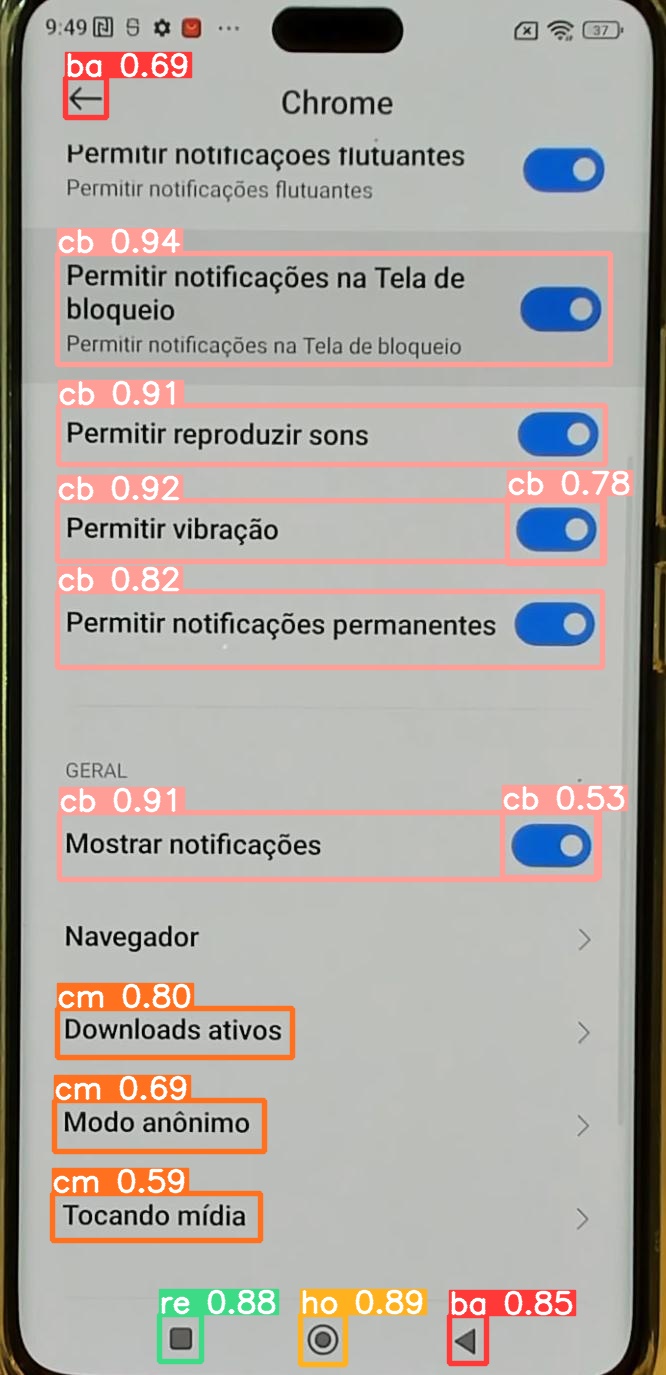 9:49
37
ba 0.69
Chrome
Permitir notificações flutuantes
Permitir notificações flutuantes
cb 0.94
Permitir notificações na Tela de
bloqueio
Permitir notificações na Tela de bloqueio
cb 0.91
Permitir reproduzir sons
cb 0.92
cb 0.78
Permitir vibração
cb 0.82
Permitir notificações permanentes
GERAL
cb 0.91
cb 0.53
Mostrar notificações
Navegador
cm 0.80
Downloads ativos
cm 0.69
Modo anônimo
cm 0.59
Tocando mídia
re 0.88
ho 0.89
ba 0.85